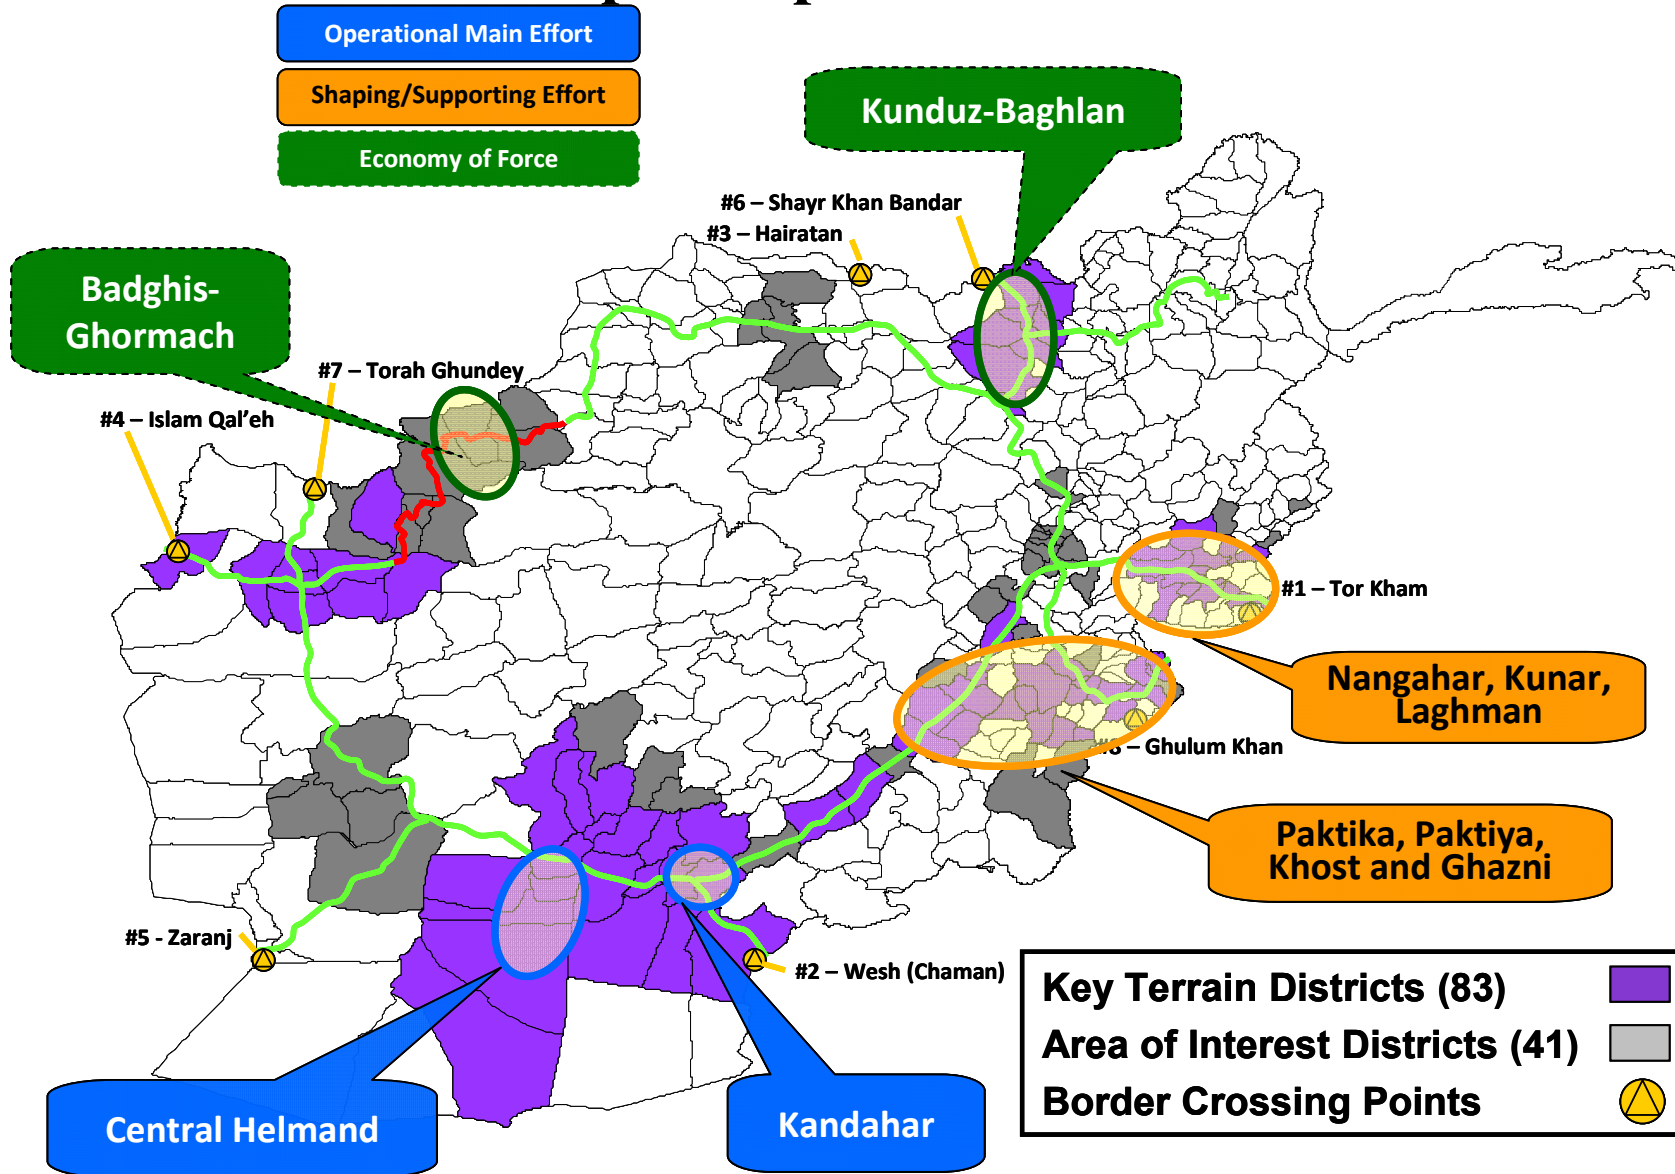 Operational Main Effort
Shaping/Supporting Effort
Economy of Force
Kunduz-Baghlan
#6 – Shayr Khan Bandar
#3 – Hairatan
Badghis-
Ghormach
#7 – Torah Ghundey
#4 – Islam Qal’eh
#1 – Tor Kham
Nangahar, Kunar,
Laghman
– Ghulum Khan
Paktika, Paktiya,
Khost and Ghazni
#5 - Zaranj
#2 – Wesh (Chaman)
Central Helmand
Kandahar
Key Terrain Districts (83)
Area of Interest Districts (41)
Border Crossing Points